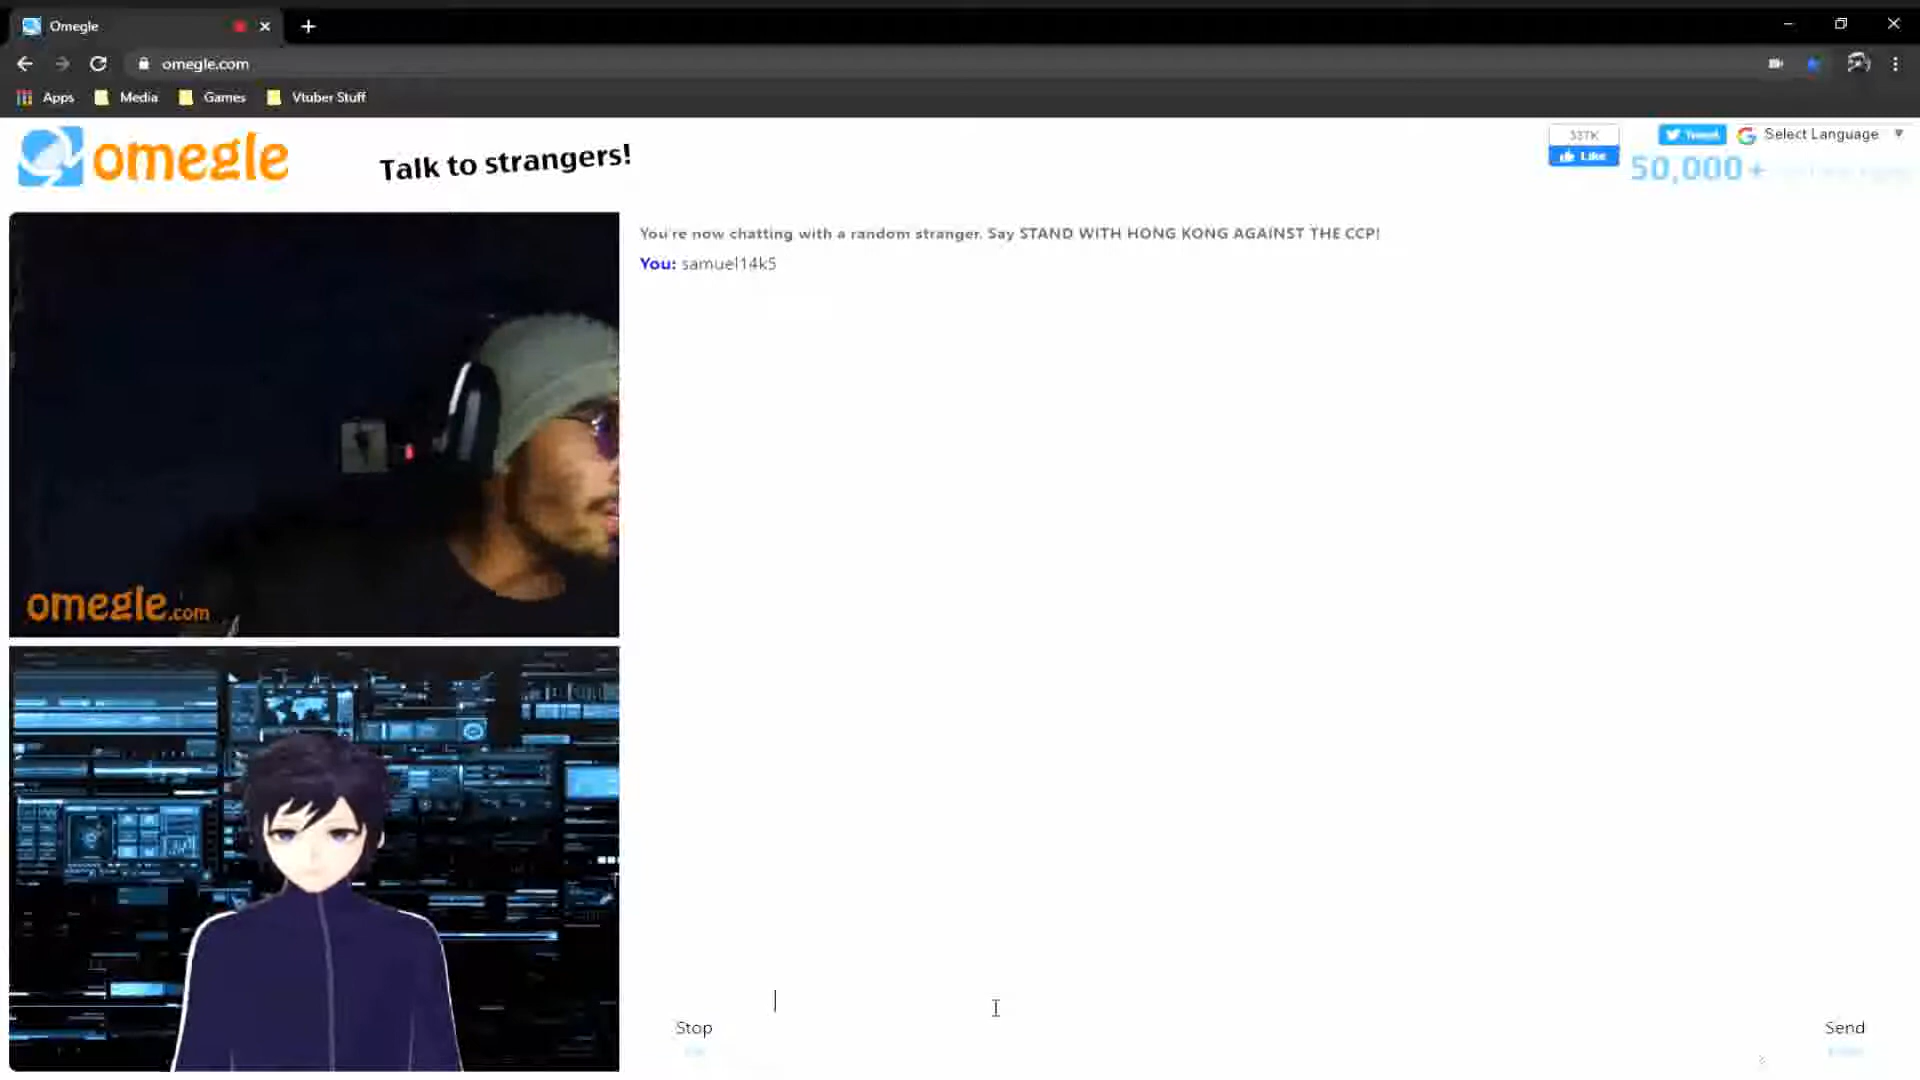 Omegle
omegle.com
Apps Media Games Vtuber Stuff
omegle
Talk to strangers!
337K
Like
Tweet
Select Language
50,000+
You're now chatting with a random stranger. Say STAND WITH HONG KONG AGAINST THE CCP!
You: samuel14k5
omegle.com
Stop
Send